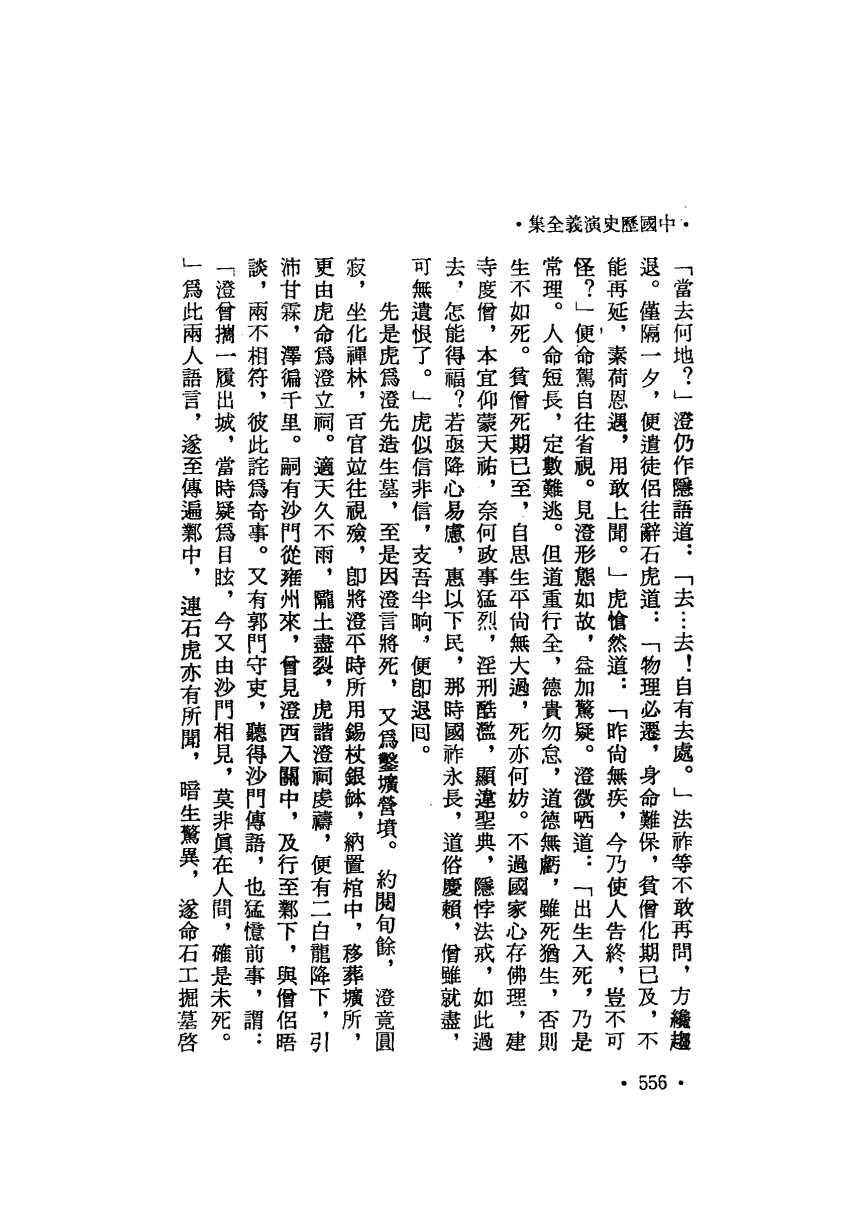 •中國歷史演義全集•
「當去何地？」澄仍作隱語道：「去…去！自有去處。」法祚等不敢再問，方纔趨
退。僅隔一夕，便遣徒侶往辭石虎道：「物理必遷，身命難保，貧僧化期已及，不
能再延，素荷恩遇，用敢上聞。」虎愴然道：「昨尚無疾，今乃使人告終，豈不可
怪？」便命駕自往省視。見澄形態如故，益加驚疑。澄微哂道：「出生入死，乃是
常理。人命短長，定數難逃。但道重行全，德貴勿怠，道德無虧，雖死猶生，否則
生不如死。貧僧死期已至，自思生平尚無大過，死亦何妨。不過國家心存佛理，建
寺度僧，本宜仰蒙天祐，奈何政事猛烈，淫刑酷濫，顯違聖典，隱悖法戒，如此過
去，怎能得福？若亟降心易慮，惠以下民，那時國祚永長，道俗慶賴，僧雖就盡，
可無遺恨了。」虎似信非信，支吾半晌，便卽退回。
先是虎爲澄先造生墓，至是因澄言將死，又爲鑿壙營墳。約閱旬餘，澄竟圓
寂，坐化禪林，百官竝往視殮，卽將澄平時所用錫杖銀鉢，納置棺中，移葬壙所，
更由虎命爲澄立祠。適天久不雨，隴土盡裂，虎詣澄祠虔禱，便有二白龍降下，引
沛甘霖，澤徧千里。嗣有沙門從雍州來，曾見澄西入關中，及行至鄴下，與僧侶晤
談，兩不相符，彼此詫爲奇事。又有郭門守吏，聽得沙門傳語，也猛憶前事，謂：
「澄曾攜一履出城，當時疑爲目眩，今又由沙門相見，莫非眞在人間，確是未死。
」爲此兩人語言，遂至傳遍鄴中，連石虎亦有所聞，暗生驚異，遂命石工掘墓啓
•556•